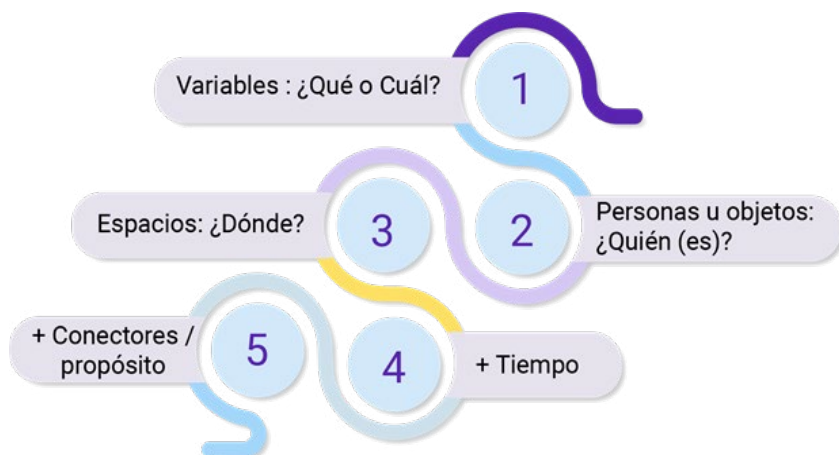 Variables : ¿Qué o Cuál?
1
2
Personas u objetos:
¿Quién (es)?
Espacios: ¿Dónde?
3
4
+ Tiempo
+ Conectores /
propósito
5